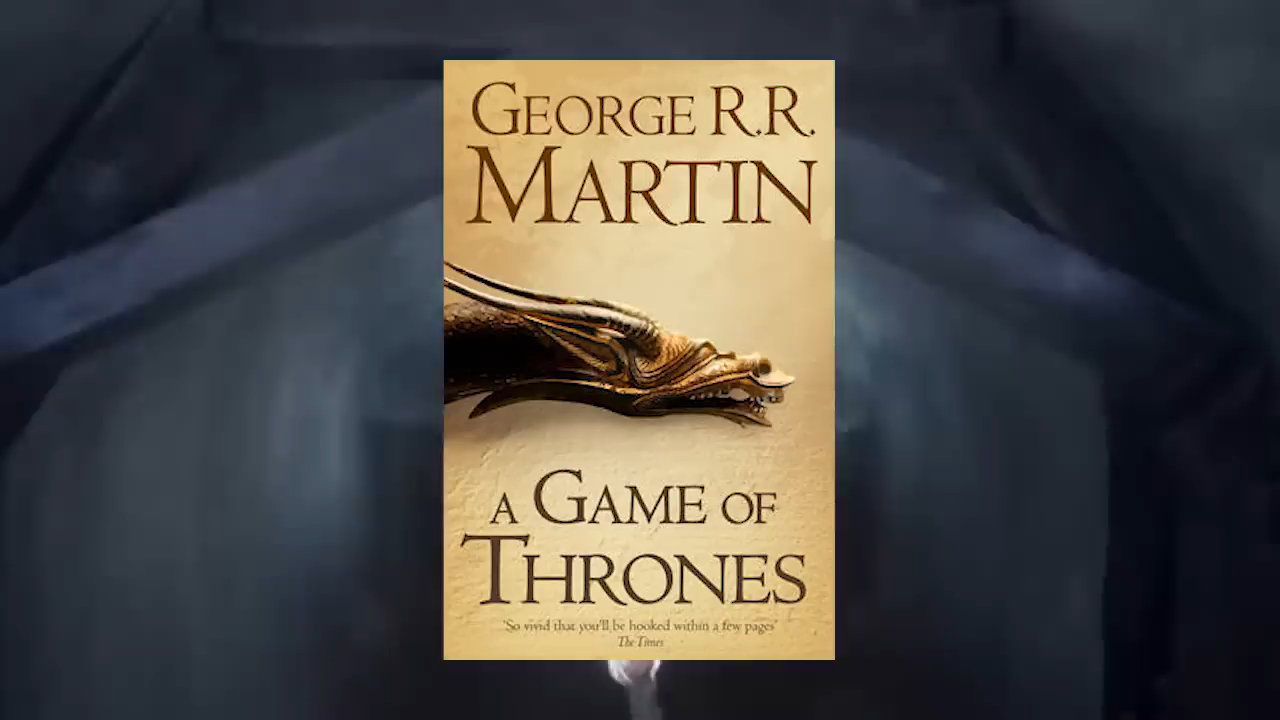 GEORGE R.R.
MARTIN
A GAME OF
THRONES
'So vivid that you'll be hooked within a few pages'
The Times